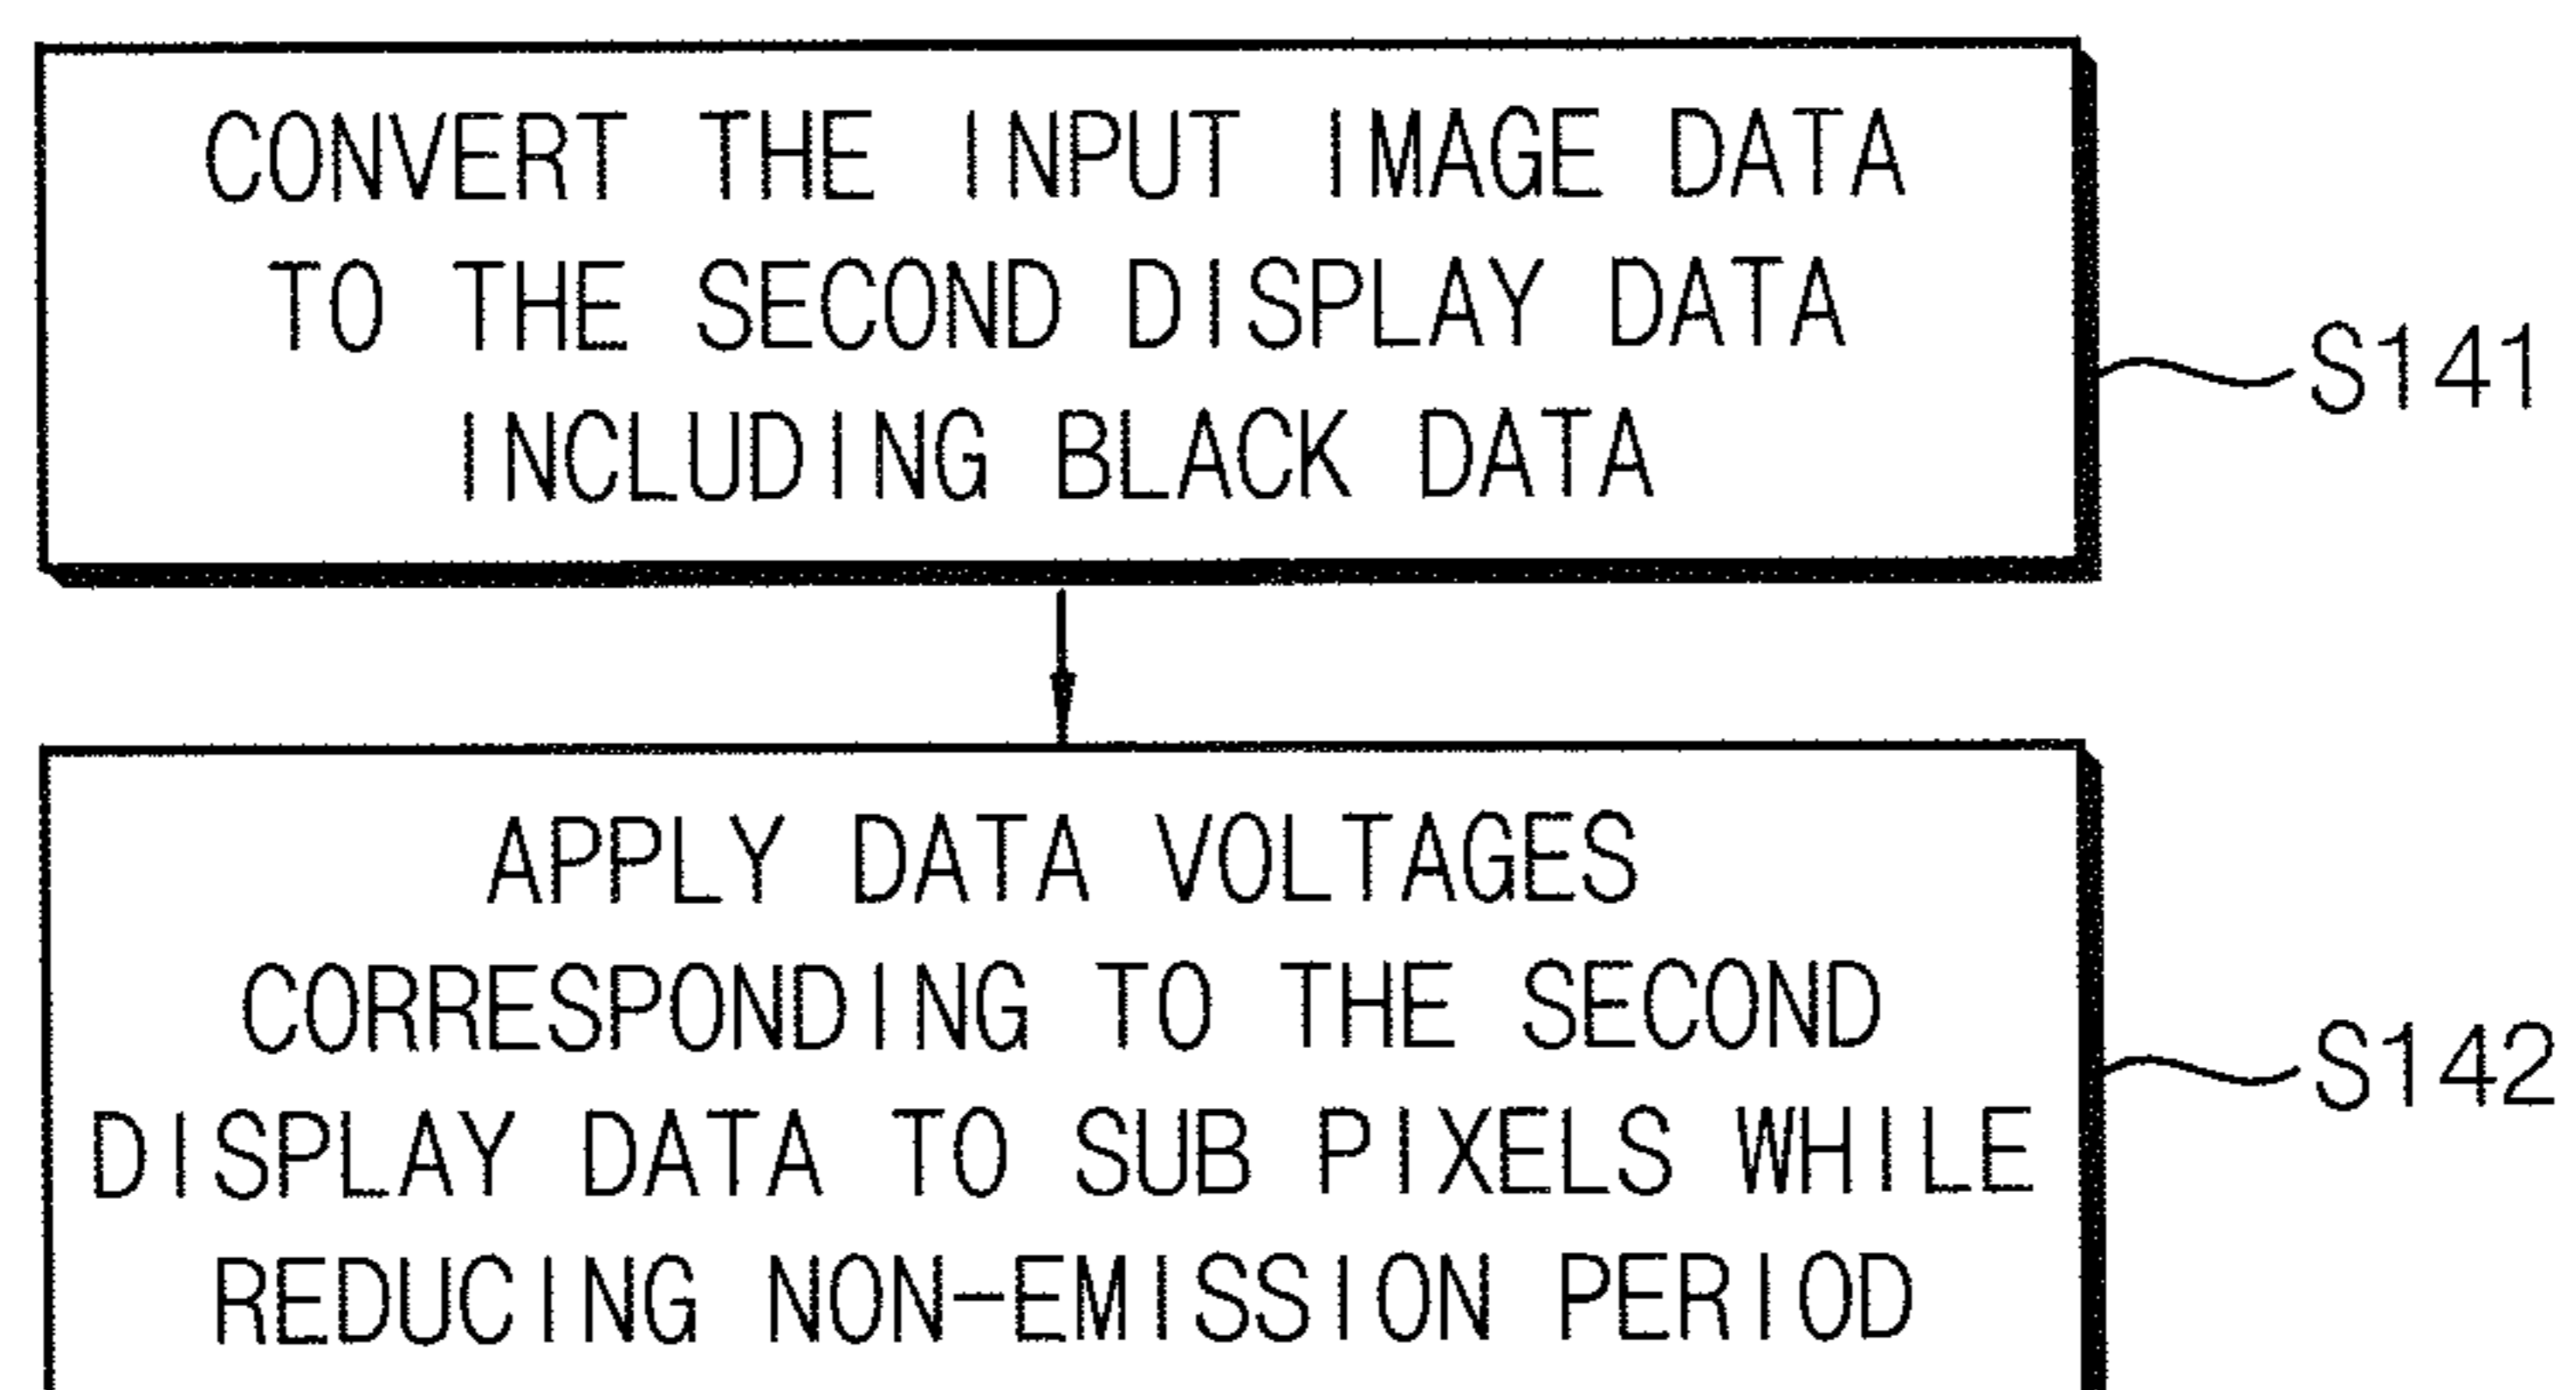 CONVERT THE INPUT IMAGE DATA
TO THE SECOND DISPLAY DATA
INCLUDING BLACK DATA
S141
APPLY DATA VOLTAGES
CORRESPONDING TO THE SECOND
DISPLAY DATA TO SUB PIXELS WHILE
REDUCING NON-EMISSION PERIOD
S142